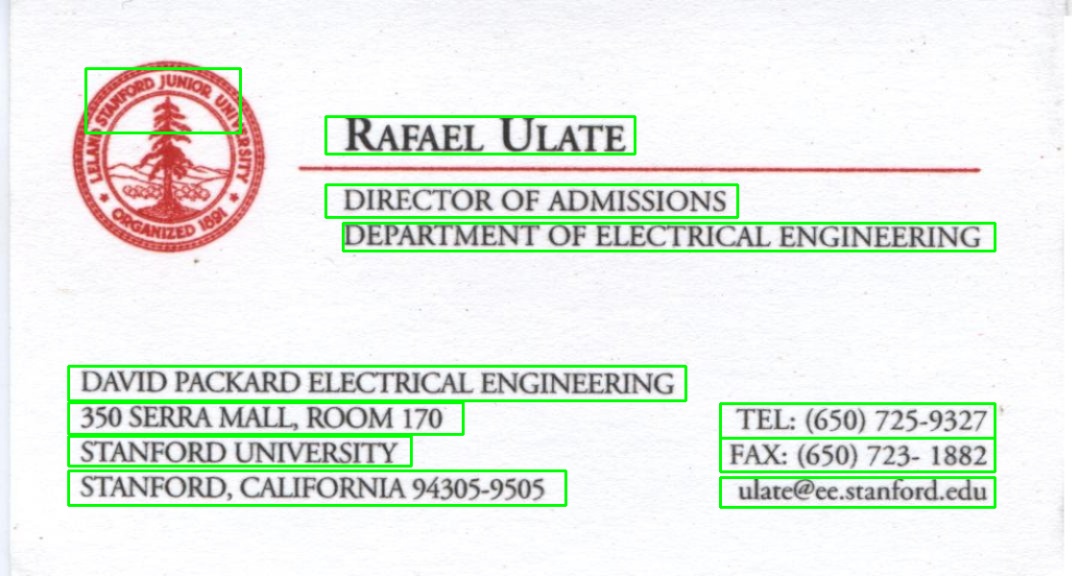 LELAND STANFORD JUNIOR UNIVERSITY
ORGANIZED 1891
RAFAEL ULATE
DIRECTOR OF ADMISSIONS
DEPARTMENT OF ELECTRICAL ENGINEERING
DAVID PACKARD ELECTRICAL ENGINEERING
350 SERRA MALL, ROOM 170
STANFORD UNIVERSITY
STANFORD, CALIFORNIA 94305-9505
TEL: (650) 725-9327
FAX: (650) 723- 1882
ulate@ee.stanford.edu